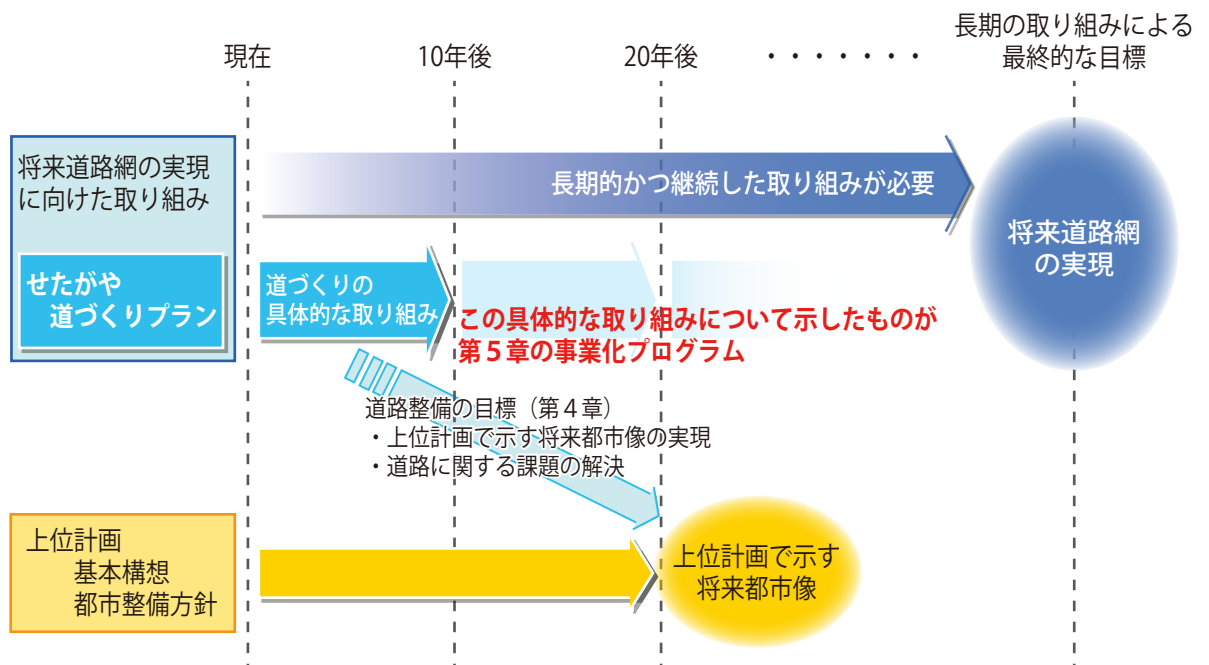 長期の取り組みによる
最終的な目標
現在
10年後
20年後
・・・・・・・
将来道路網の実現
に向けた取り組み
長期的かつ継続した取り組みが必要
将来道路網
の実現
せたがや
道づくりプラン
道づくりの
具体的な取り組み
この具体的な取り組みについて示したものが
第５章の事業化プログラム
道路整備の目標（第４章）
・上位計画で示す将来都市像の実現
・道路に関する課題の解決
上位計画
基本構想
都市整備方針
上位計画で示す
将来都市像